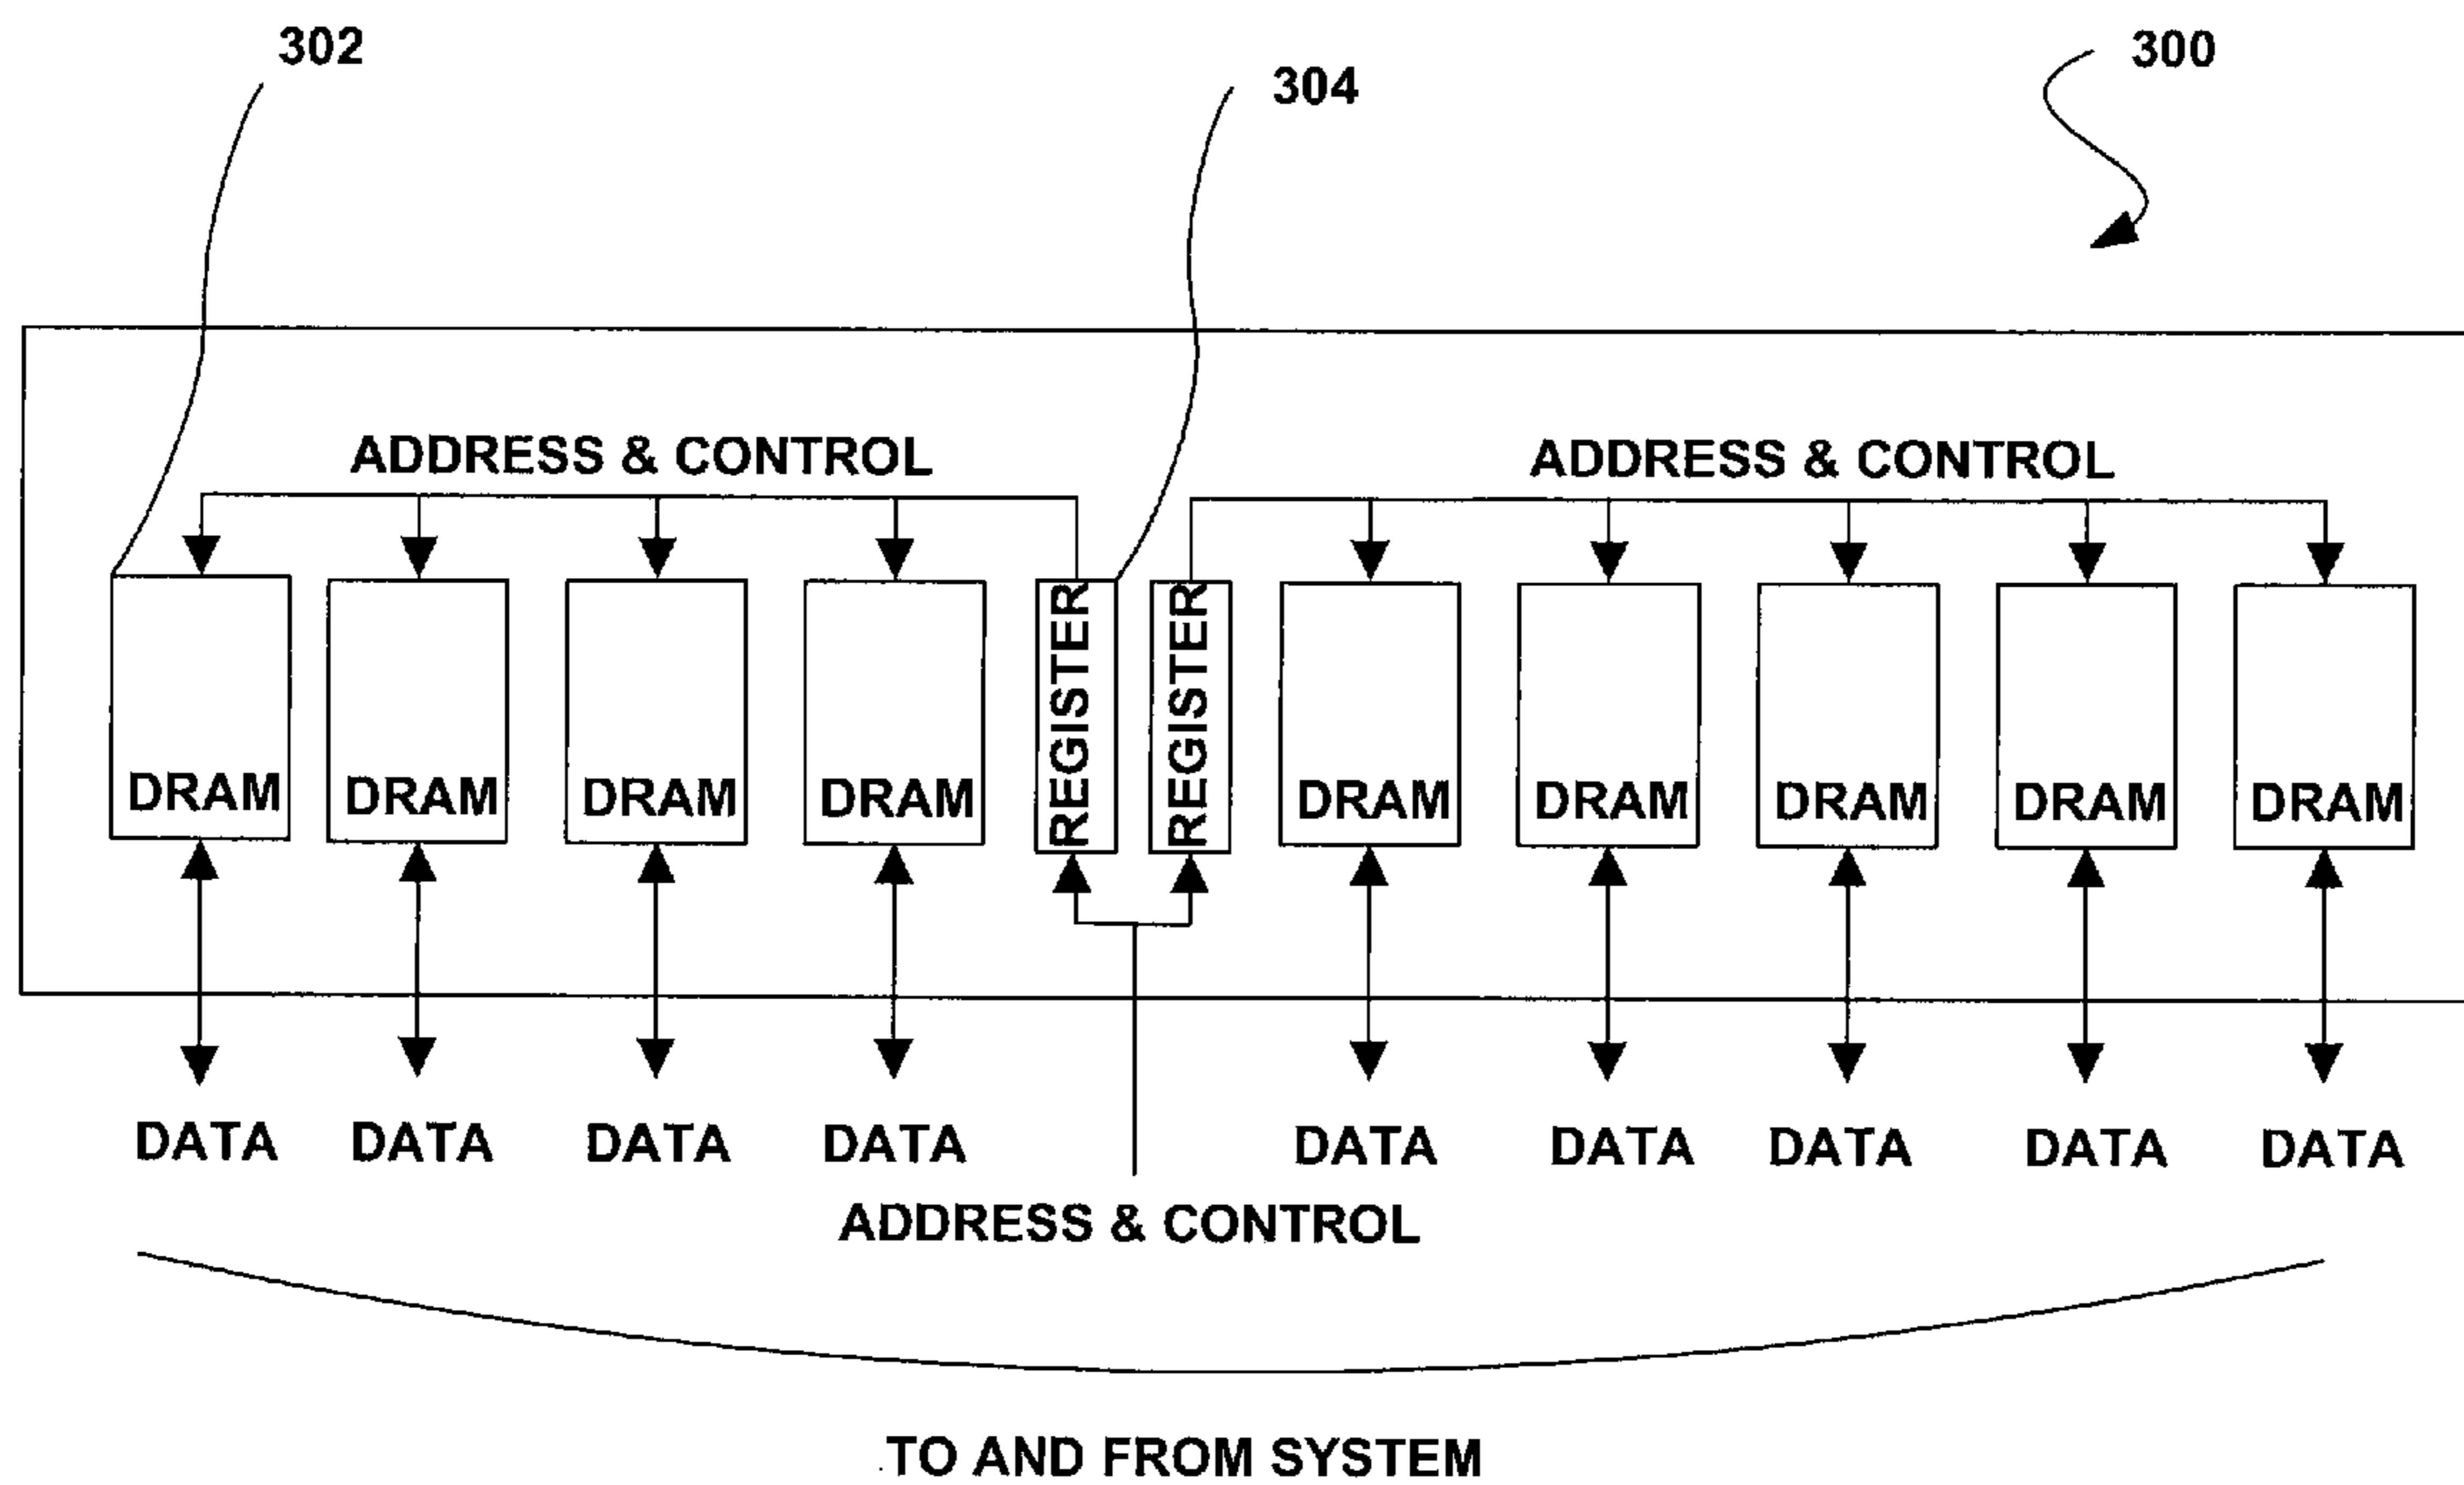 302
304
300
ADDRESS & CONTROL
ADDRESS & CONTROL
DRAM
DRAM
DRAM
DRAM
REGISTER
REGISTER
DRAM
DRAM
DRAM
DRAM
DRAM
DATA
DATA
DATA
DATA
DATA
DATA
DATA
DATA
DATA
ADDRESS & CONTROL
TO AND FROM SYSTEM